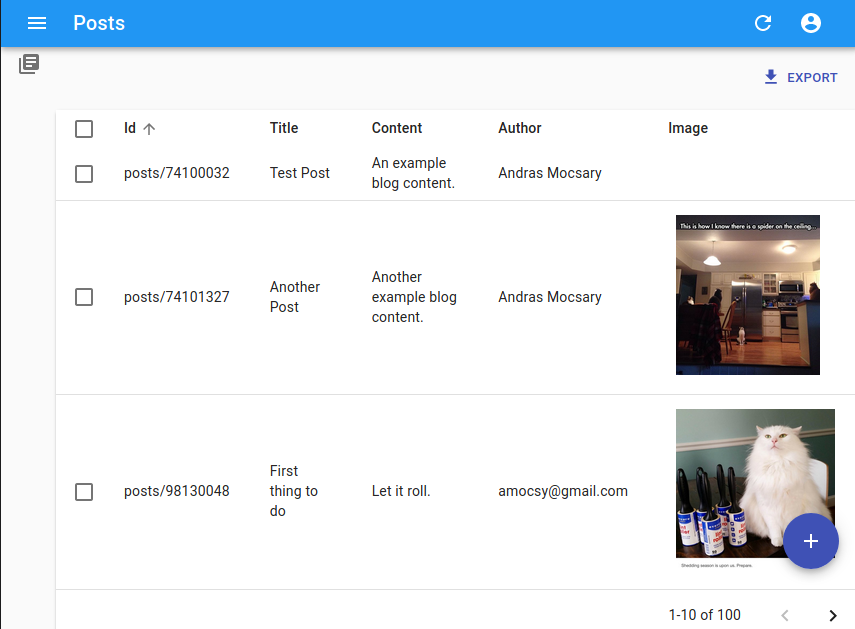 Posts
EXPORT
Id Title Content Author Image
posts/74100032 Test Post An example
blog content. Andras Mocsary
This is how I know there is a spider on the ceiling...
posts/74101327 Another
Post Another
example blog
content. Andras Mocsary
posts/98130048 First
thing to
do Let it roll. amocsy@gmail.com
Shedding season is upon us. Prepare.
1-10 of 100